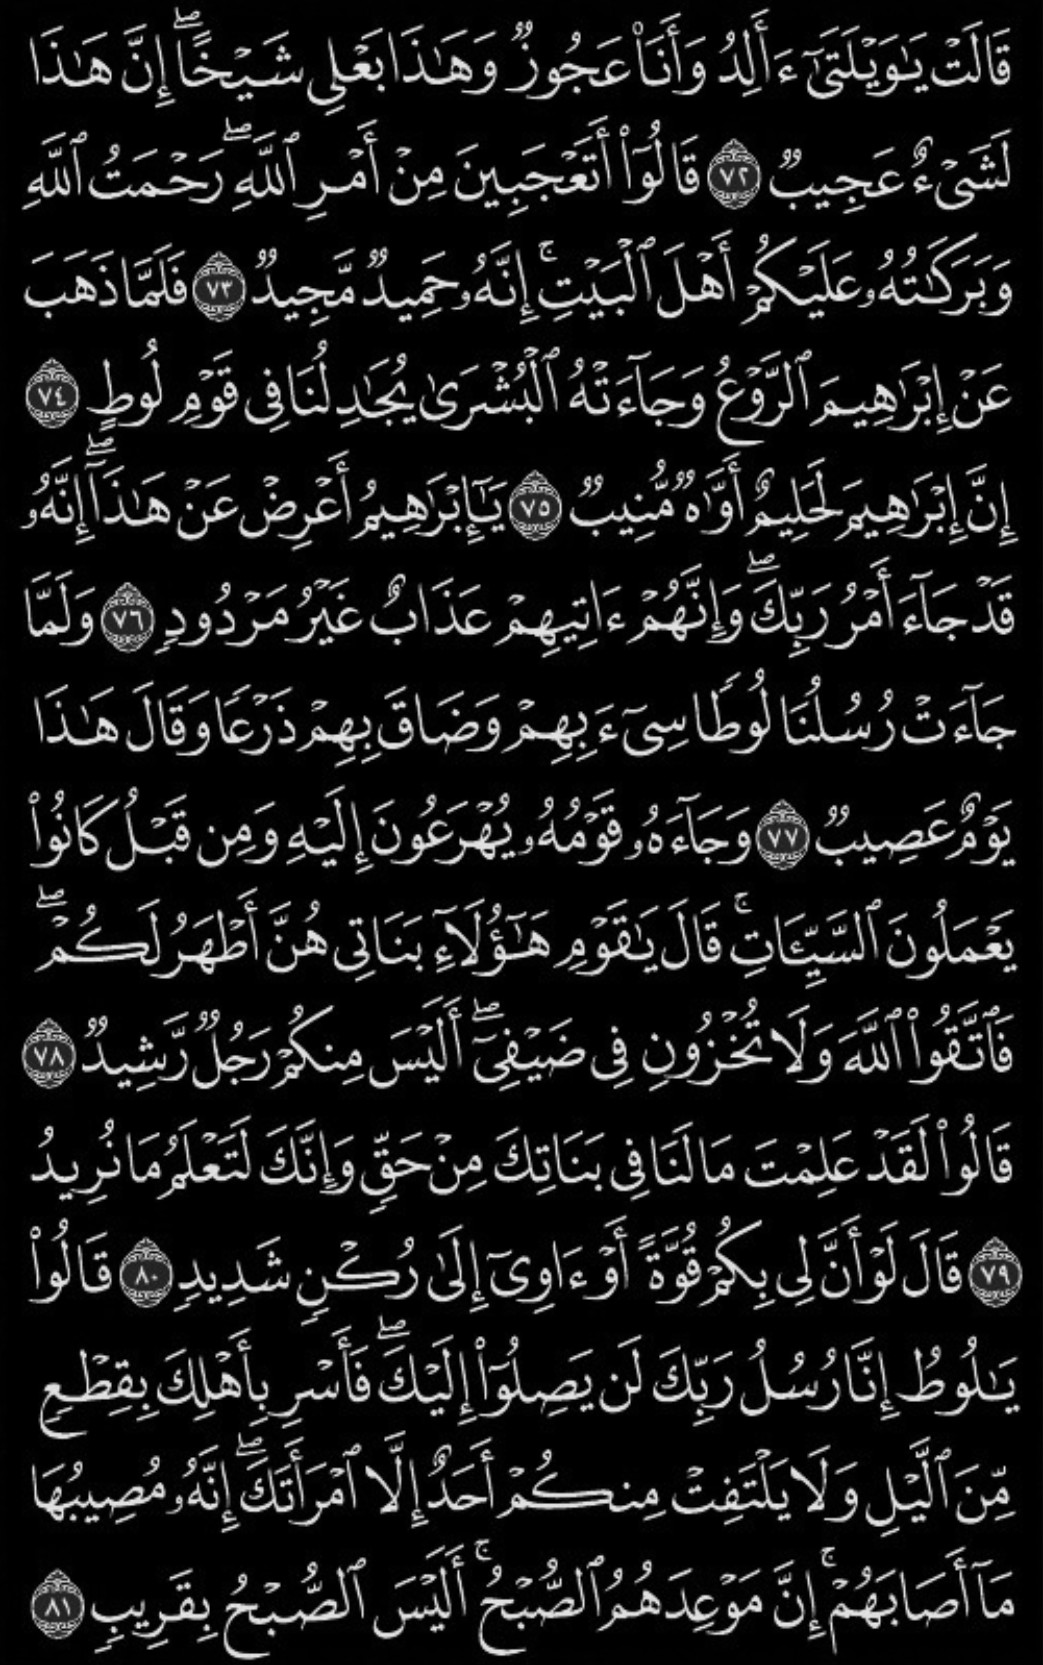 قَالَتْ يَـٰوَيْلَتَىٰٓ ءَأَلِدُ وَأَنَا۠ عَجُوزٌ وَهَـٰذَا بَعْلِى شَيْخًا ۖ إِنَّ هَـٰذَا
لَشَىْءٌ عَجِيبٌ ٧٢ قَالُوٓا۟ أَتَعْجَبِينَ مِنْ أَمْرِ ٱللَّهِ ۖ رَحْمَتُ ٱللَّهِ
وَبَرَكَـٰتُهُۥ عَلَيْكُمْ أَهْلَ ٱلْبَيْتِ ۚ إِنَّهُۥ حَمِيدٌ مَّجِيدٌ ٧٣ فَلَمَّا ذَهَبَ
عَنْ إِبْرَٰهِيمَ ٱلرَّوْعُ وَجَآءَتْهُ ٱلْبُشْرَىٰ يُجَـٰدِلُنَا فِى قَوْمِ لُوطٍ ٧٤
إِنَّ إِبْرَٰهِيمَ لَحَلِيمٌ أَوَّٰهٌ مُّنِيبٌ ٧٥ يَـٰٓإِبْرَٰهِيمُ أَعْرِضْ عَنْ هَـٰذَآ ۖ إِنَّهُۥ
قَدْ جَآءَ أَمْرُ رَبِّكَ ۖ وَإِنَّهُمْ ءَاتِيهِمْ عَذَابٌ غَيْرُ مَرْدُودٍ ٧٦ وَلَمَّا
جَآءَتْ رُسُلُنَا لُوطًا سِىٓءَ بِهِمْ وَضَاقَ بِهِمْ ذَرْعًا وَقَالَ هَـٰذَا
يَوْمٌ عَصِيبٌ ٧٧ وَجَآءَهُۥ قَوْمُهُۥ يُهْرَعُونَ إِلَيْهِ وَمِن قَبْلُ كَانُوا۟
يَعْمَلُونَ ٱلسَّيِّـَٔاتِ ۚ قَالَ يَـٰقَوْمِ هَـٰٓؤُلَآءِ بَنَاتِى هُنَّ أَطْهَرُ لَكُمْ ۖ
فَٱتَّقُوا۟ ٱللَّهَ وَلَا تُخْزُونِ فِى ضَيْفِىٓ ۖ أَلَيْسَ مِنكُمْ رَجُلٌ رَّشِيدٌ ٧٨
قَالُوا۟ لَقَدْ عَلِمْتَ مَا لَنَا فِى بَنَاتِكَ مِنْ حَقٍّ وَإِنَّكَ لَتَعْلَمُ مَا نُرِيدُ
٧٩ قَالَ لَوْ أَنَّ لِى بِكُمْ قُوَّةً أَوْ ءَاوِىٓ إِلَىٰ رُكْنٍ شَدِيدٍ ٨٠ قَالُوا۟
يَـٰلُوطُ إِنَّا رُسُلُ رَبِّكَ لَن يَصِلُوٓا۟ إِلَيْكَ ۖ فَأَسْرِ بِأَهْلِكَ بِقِطْعٍ
مِّنَ ٱلَّيْلِ وَلَا يَلْتَفِتْ مِنكُمْ أَحَدٌ إِلَّا ٱمْرَأَتَكَ ۖ إِنَّهُۥ مُصِيبُهَا
مَآ أَصَابَهُمْ ۚ إِنَّ مَوْعِدَهُمُ ٱلصُّبْحُ ۚ أَلَيْسَ ٱلصُّبْحُ بِقَرِيبٍ ٨١